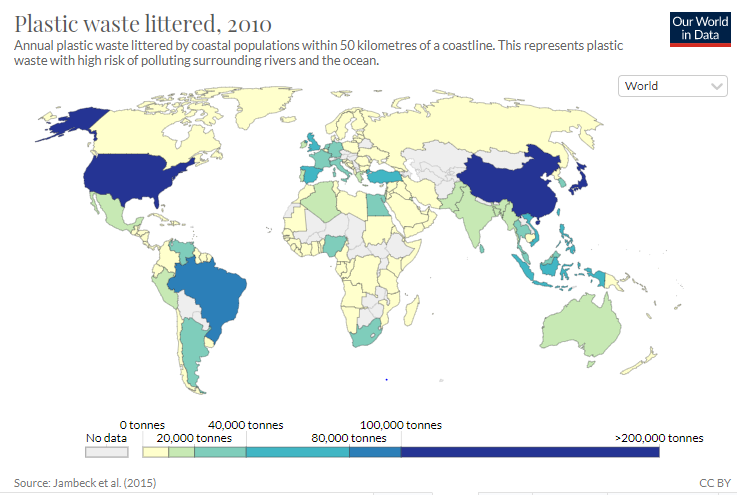 Plastic waste littered, 2010
Our World
in Data
Annual plastic waste littered by coastal populations within 50 kilometres of a coastline. This represents plastic
waste with high risk of polluting surrounding rivers and the ocean.
World
0 tonnes
40,000 tonnes
100,000 tonnes
No data
20,000 tonnes
80,000 tonnes
>200,000 tonnes
Source: Jambeck et al. (2015)
CC BY